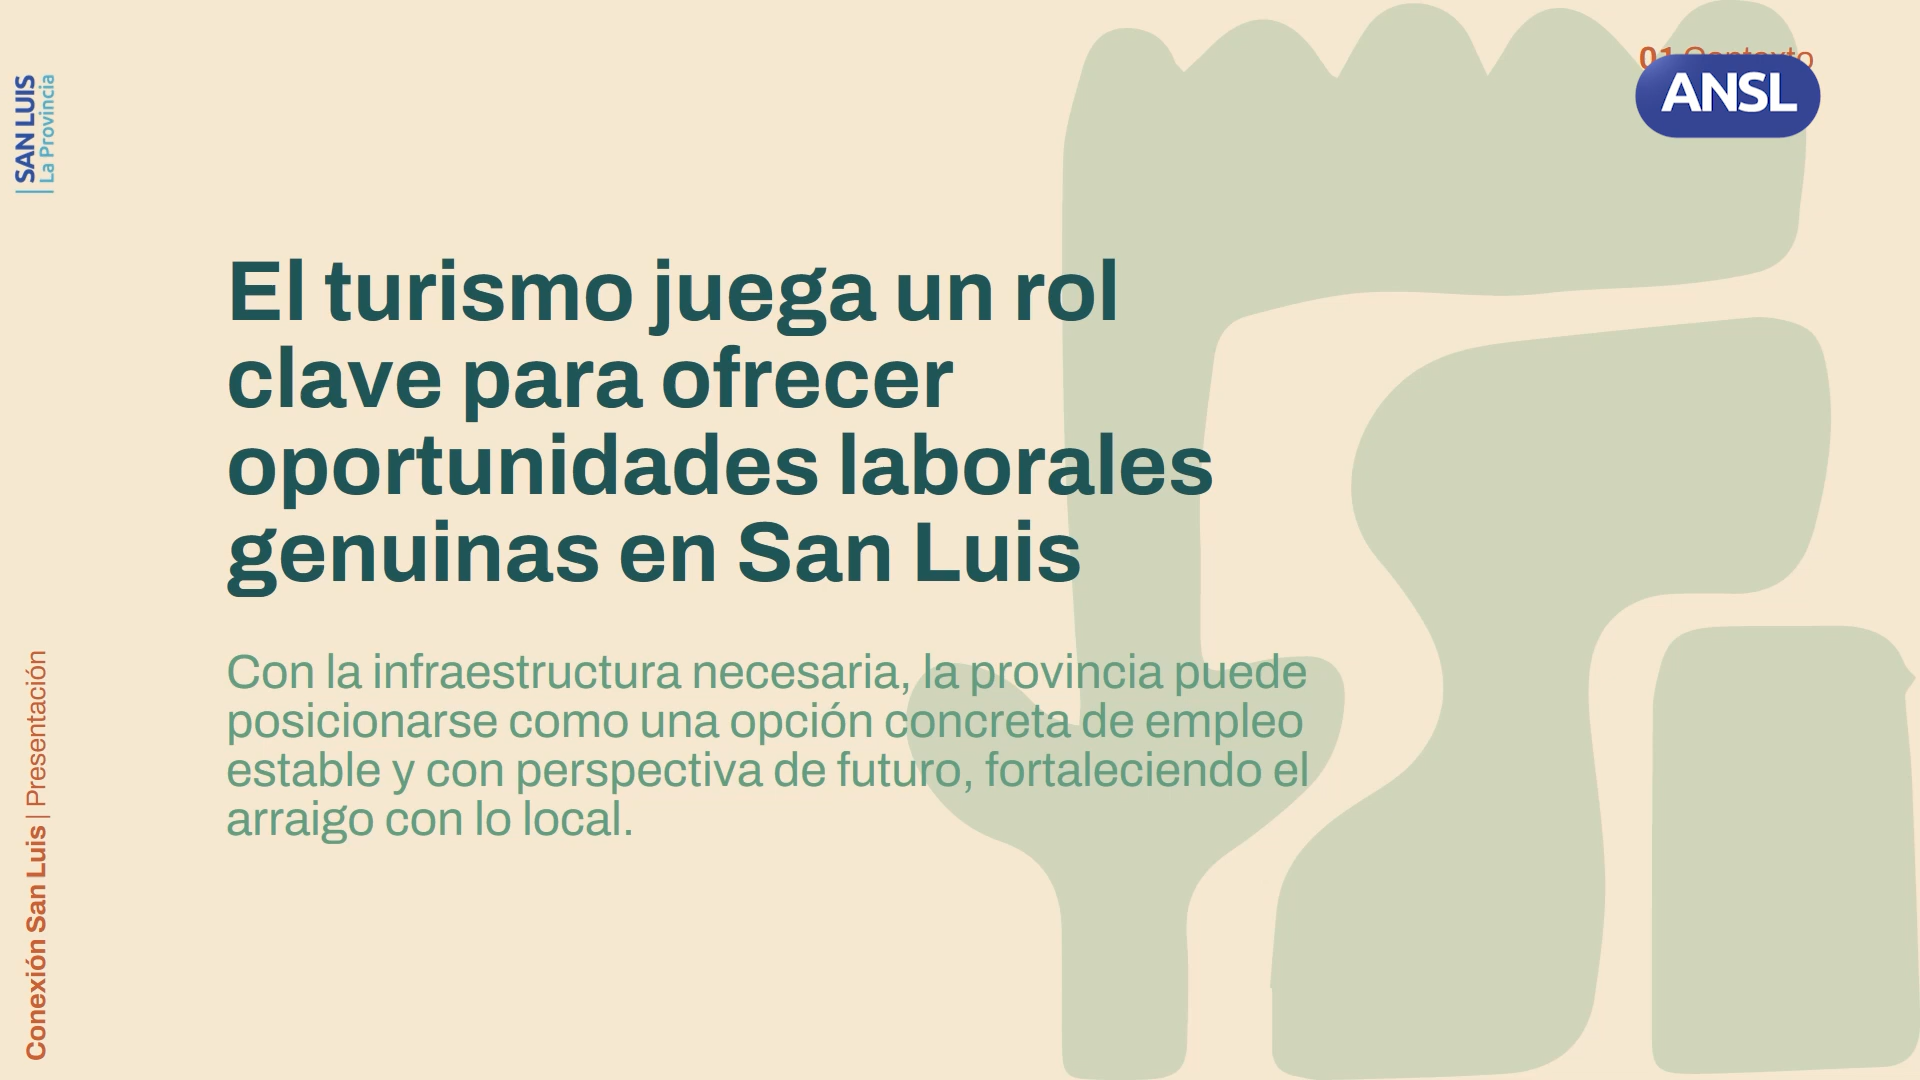 SAN LUIS
La Provincia
01 Contexto
ANSL
El turismo juega un rol
clave para ofrecer
oportunidades laborales
genuinas en San Luis
Con la infraestructura necesaria, la provincia puede
posicionarse como una opción concreta de empleo
estable y con perspectiva de futuro, fortaleciendo el
arraigo con lo local.
Conexión San Luis | Presentación